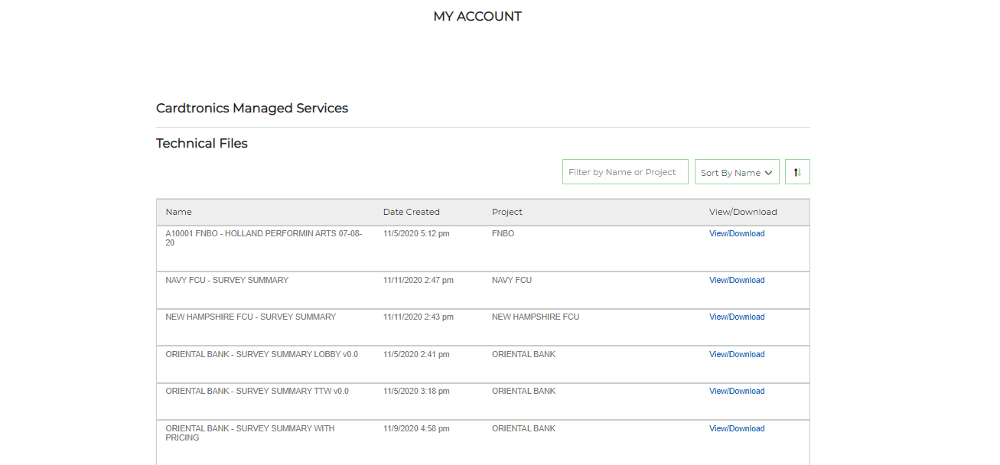 MY ACCOUNT
Cardtronics Managed Services
Technical Files
Filter by Name or Project Sort By Name
Name Date Created Project View/Download
A10001 FNBO - HOLLAND PERFORMIN ARTS 07-08- 11/5/2020 5:12 pm FNBO View/Download
20
NAVY FCU - SURVEY SUMMARY 11/11/2020 2:47 pm NAVY FCU View/Download
NEW HAMPSHIRE FCU - SURVEY SUMMARY 11/11/2020 2:43 pm NEW HAMPSHIRE FCU View/Download
ORIENTAL BANK - SURVEY SUMMARY LOBBY v0.0 11/5/2020 2:41 pm ORIENTAL BANK View/Download
ORIENTAL BANK - SURVEY SUMMARY TTW v0.0 11/5/2020 3:18 pm ORIENTAL BANK View/Download
ORIENTAL BANK - SURVEY SUMMARY WITH 11/9/2020 4:58 pm ORIENTAL BANK View/Download
PRICING